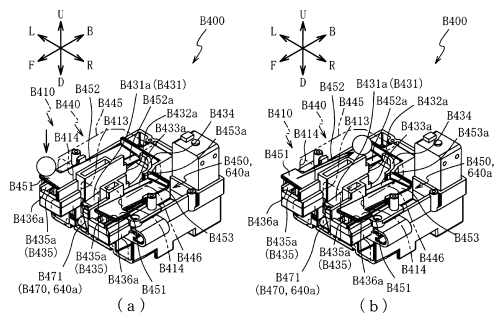 U
L B
F R
D
B400
B410
B452
B440
B445
B431a (B431)
B452a
B432a
B414
B413
B433a
B434
B453a
B451
B450,
640a
B436a
B435a
(B435)
B435a
(B435)
B453
B446
B414
B471
(B470, 640a)
B436a
B451
(a)
U
L B
F R
D
B400
B431a (B431)
B452
B452a
B432a
B410
B440
B445
B434
B414
B413
B433a
B453a
B451
B450,
640a
B436a
B435a
(B435)
B435a
(B435)
B453
B446
B414
B471
(B470, 640a)
B436a
B451
(b)